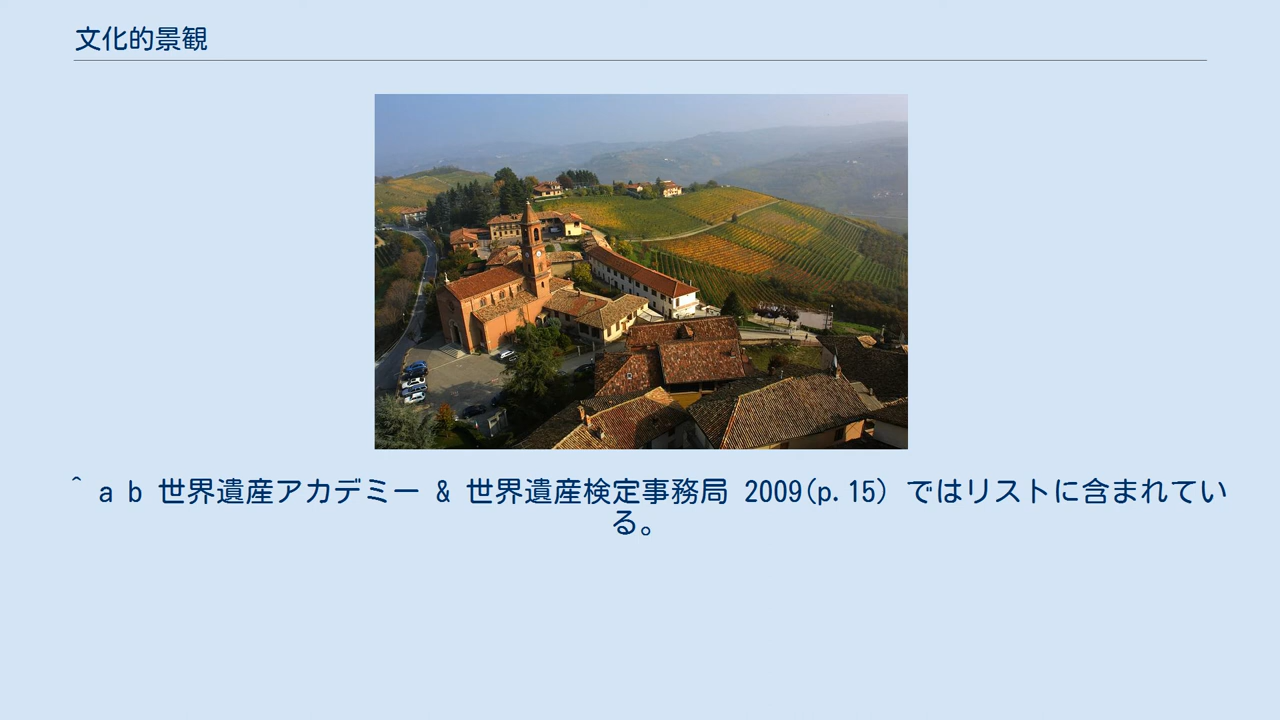 文化的景観
^ a b 世界遺産アカデミー & 世界遺産検定事務局 2009(p.15) ではリストに含まれてい
る。